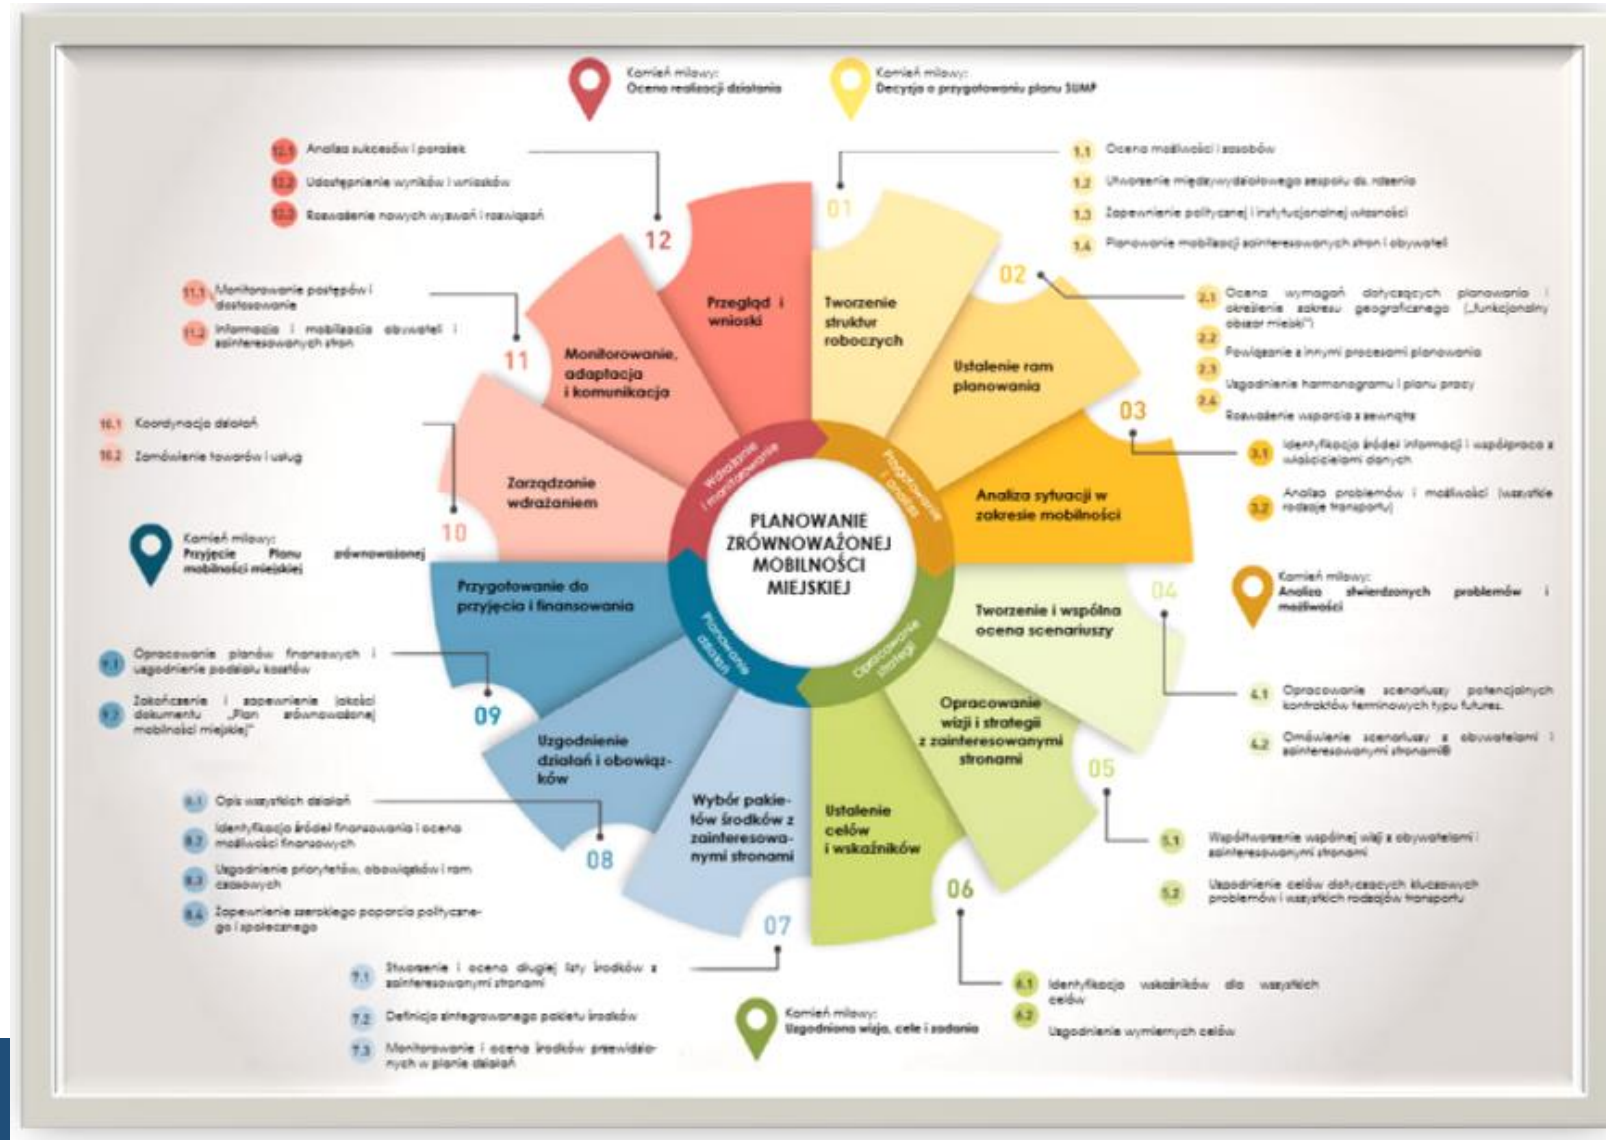 Kamień milowy:
Ocena realizacji działania
Kamień milowy:
Decyzja o przygotowaniu planu SUMP
12.1 Analiza sukcesów i porażek
12.2 Udostępnienie wyników i wniosków
12.3 Rozważenie nowych wyzwań i rozwiązań
1.1 Ocena możliwości i zasobów
1.2 Utworzenie międzywydziałowego zespołu ds.
1.3 Zapewnienie politycznej i instytucjonalnej własności
1.4 Planowanie mobilizacji zainteresowanych stron i obywateli
11.1 Monitorowanie postępów i
dostosowanie
11.2 Informacja i mobilizacja obywateli i
zainteresowanych stron
2.1 Ocena wymagań dotyczących planowania i
określenie zakresu geograficznego („funkcjonalny
obszar miejski")
2.2
Powiązanie z innymi procesami planowania
2.3
Uzgodnienie harmonogramu i planu pracy
2.4
Rozważenie wsparcia z zewnątrz
10.1 Koordynacja działań
10.2 Zamówienie towarów i usług
3.1 Identyfikacja źródeł informacji i współpraca z
właścicielami danych
3.2 Analiza problemów i możliwości (wszystkie
rodzaje transportu)
Kamień milowy:
Przyjęcie Planu zrównoważonej
mobilności miejskiej
Kamień milowy:
Analiza stwierdzonych problemów i
możliwości
9.1 Opracowanie planów finansowych i
uzgodnienie podziału kosztów
9.2 Zakończenie i zapewnienie jakości
dokumentu „Plan zrównoważonej
mobilności miejskiej"
4.1 Opracowanie scenariuszy potencjalnych
kontraktów terminowych typu futures.
4.2 Omówienie scenariuszy z obywatelami i
zainteresowanymi stronami®
8.1 Opis wszystkich działań
8.2 Identyfikacja źródeł finansowania i ocena
możliwości finansowych
8.3 Uzgodnienie priorytetów, obowiązków i ram
czasowych
8.4 Zapewnienie szerokiego poparcia polityczne-
go i społecznego
5.1 Współtworzenie wspólnej wizji z obywatelami i
zainteresowanymi stronami
5.2 Uzgodnienie celów dotyczących kluczowych
problemów i wszystkich rodzajów transportu
7.1 Stworzenie i ocena długiej listy środków z
zainteresowanymi stronami
7.2 Definicja zintegrowanego pakietu środków
7.3 Monitorowanie i ocena środków przewidzia-
nych w planie działań
6.1 Identyfikacja wskaźników dla wszystkich
celów
6.2
Uzgodnienie wymiernych celów
Kamień milowy:
Uzgodniona wizja, cele i zadania
01
Tworzenie
struktur
roboczych
02
Ustalenie ram
planowania
03
Analiza sytuacji w
zakresie mobilności
04
Tworzenie i wspólna
ocena scenariuszy
05
Opracowanie
wizji i strategii
z zainteresowanymi
stronami
06
Ustalenie
celów
i wskaźników
07
Wybór pakie-
tów środków z
zainteresowa-
nymi stronami
08
Uzgodnienie
działań i obowiąz-
ków
09
Przygotowanie do
przyjęcia i finansowania
10
Zarządzanie
wdrażaniem
11
Monitorowanie,
adaptacja
i komunikacja
12
Przegląd i
wnioski
Przygotowanie
i analiza
Opracowanie
strategii
Planowanie
działań
Wdrażanie
i monitorowanie
PLANOWANIE
ZRÓWNOWAŻONEJ
MOBILNOŚCI
MIEJSKIEJ